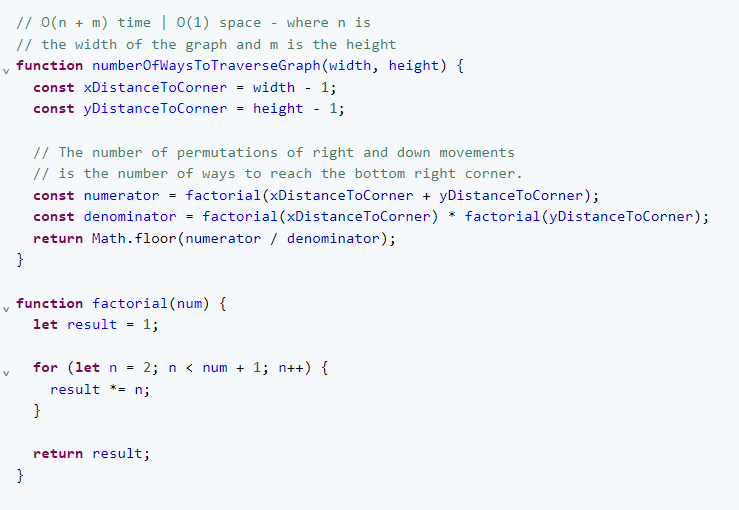 // O(n + m) time | O(1) space - where n is
// the width of the graph and m is the height
function numberOfWaysToTraverseGraph(width, height) {
  const xDistanceToCorner = width - 1;
  const yDistanceToCorner = height - 1;

  // The number of permutations of right and down movements
  // is the number of ways to reach the bottom right corner.
  const numerator = factorial(xDistanceToCorner + yDistanceToCorner);
  const denominator = factorial(xDistanceToCorner) * factorial(yDistanceToCorner);
  return Math.floor(numerator / denominator);
}

function factorial(num) {
  let result = 1;

  for (let n = 2; n < num + 1; n++) {
    result *= n;
  }

  return result;
}